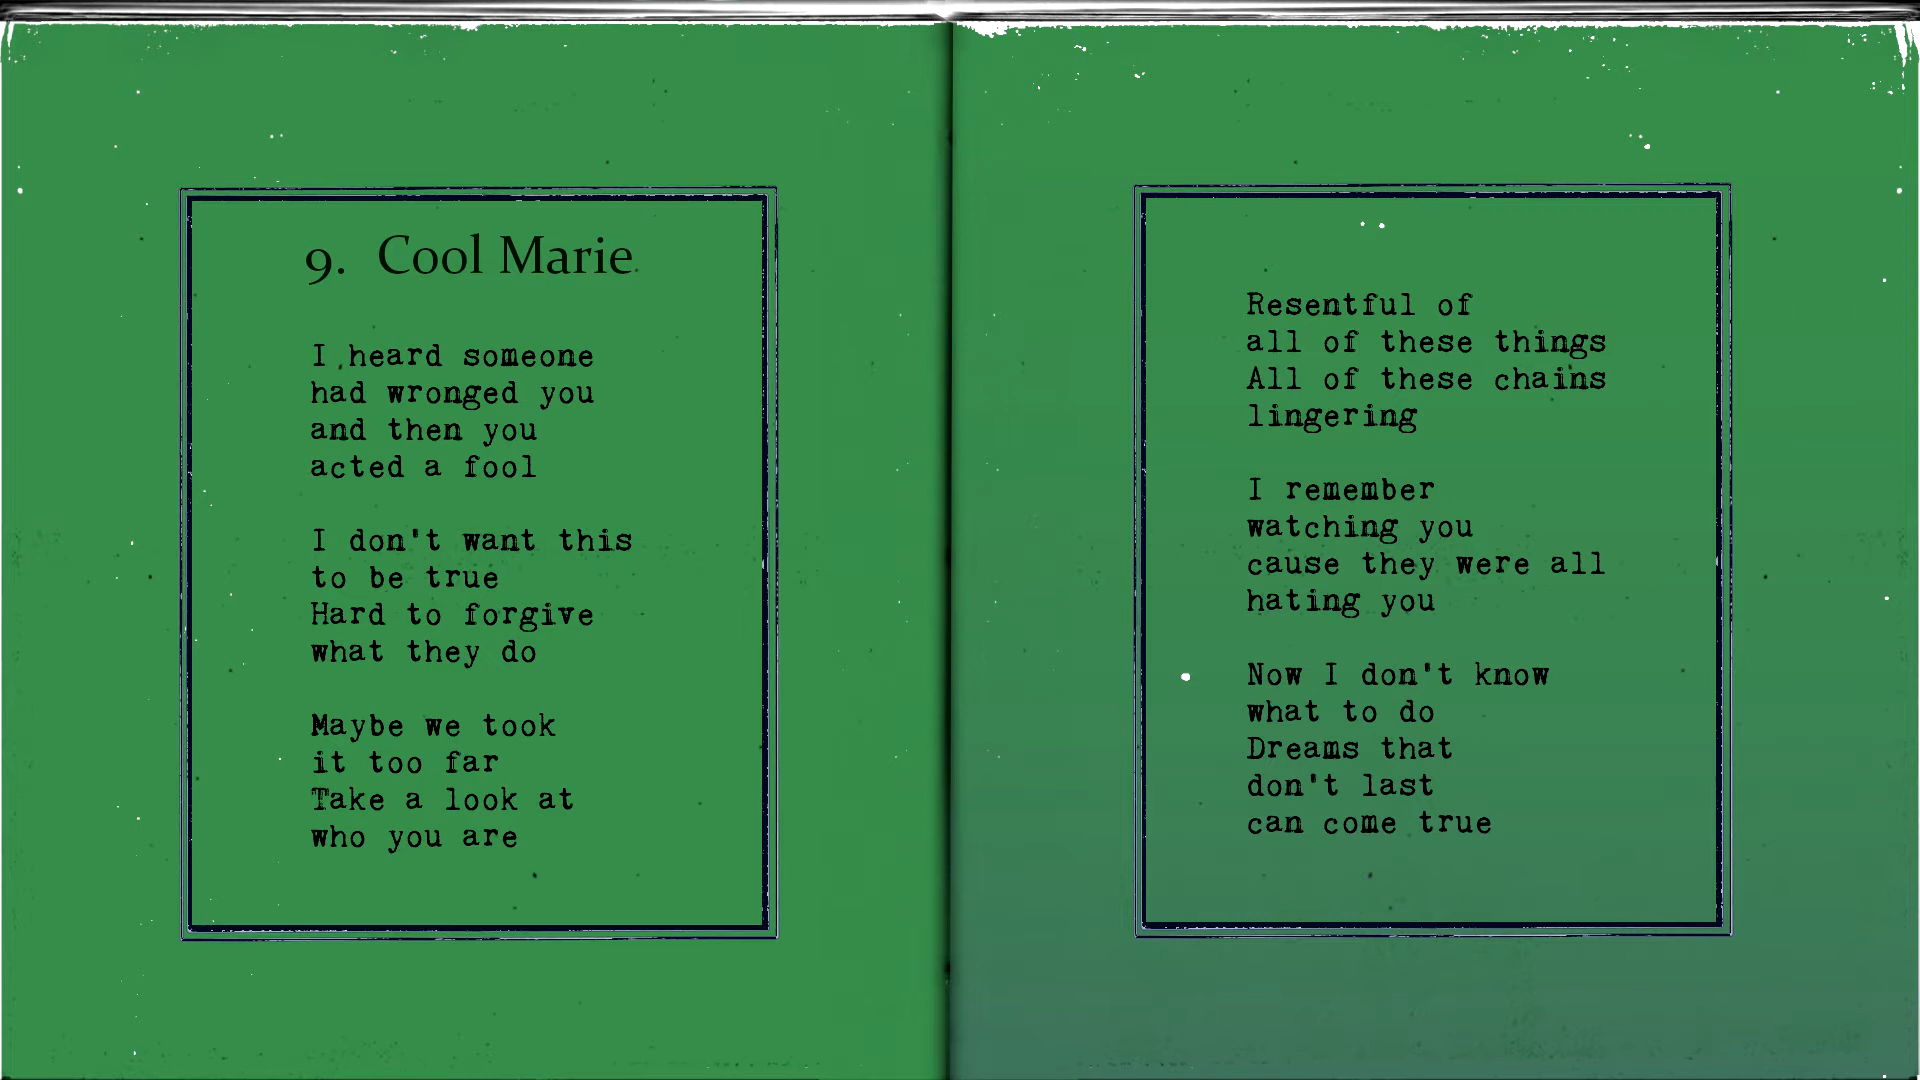 9. Cool Marie
I heard someone
had wronged you
and then you
acted a fool
I don't want this
to be true
Hard to forgive
what they do
Maybe we took
it too far
Take a look at
who you are
Resentful of
all of these things
All of these chains
lingering
I remember
watching you
cause they were all
hating you
Now I don't know
what to do
Dreams that
don't last
can come true